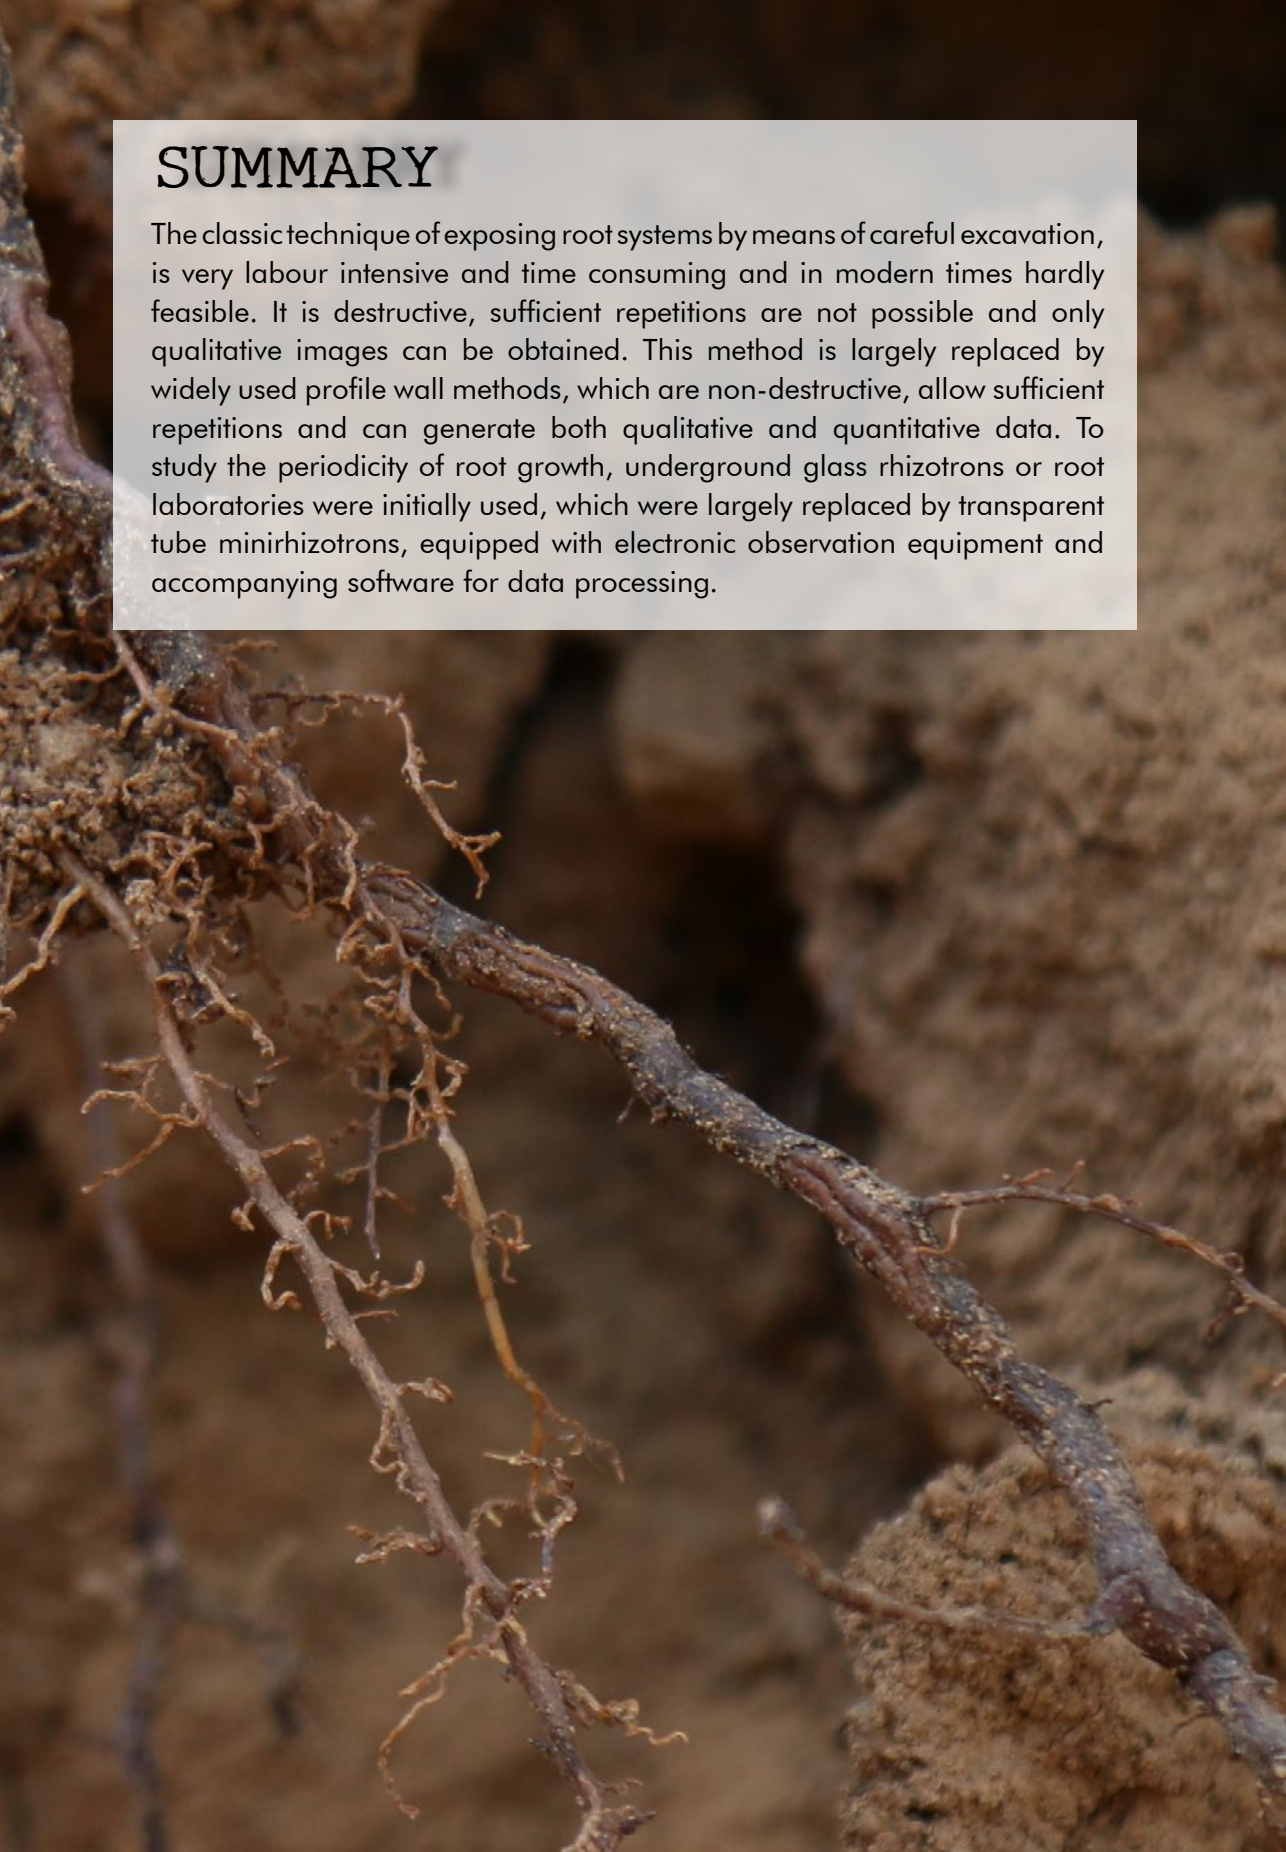 SUMMARY
The classic technique of exposing root systems by means of careful excavation,
is very labour intensive and time consuming and in modern times hardly
feasible. It is destructive, sufficient repetitions are not possible and only
qualitative images can be obtained. This method is largely replaced by
widely used profile wall methods, which are non-destructive, allow sufficient
repetitions and can generate both qualitative and quantitative data. To
study the periodicity of root growth, underground glass rhizotrons or root
laboratories were initially used, which were largely replaced by transparent
tube minirhizotrons, equipped with electronic observation equipment and
accompanying software for data processing.